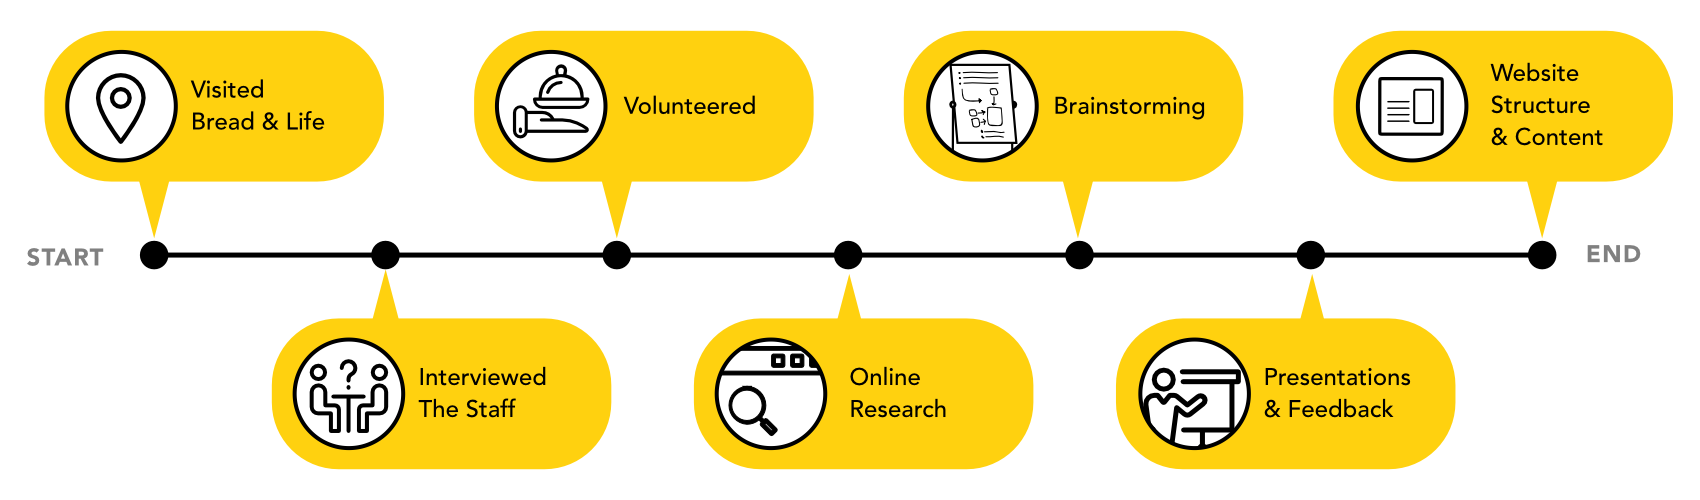 Visited
Bread & Life
Volunteered
Brainstorming
Website
Structure
& Content
START
END
Interviewed
The Staff
Online
Research
Presentations
& Feedback